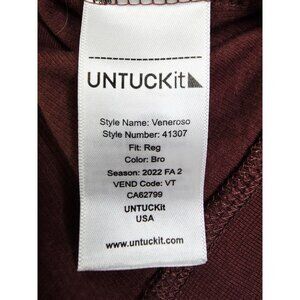 UNTUCKit
Style Name: Veneroso
Style Number: 41307
Fit: Reg
Color: Bro
Season: 2022 FA 2
VEND Code: VT
CA62799
UNTUCKit
USA
www.untuckit.com